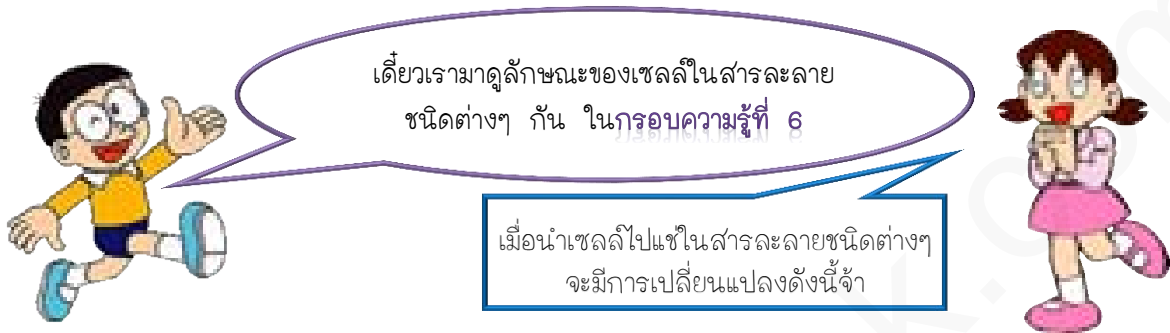 เดี๋ยวเรามาดูลักษณะของเซลล์ในสารละลาย
ชนิดต่างๆ กัน ในกรอบความรู้ที่ 6
เมื่อนำเซลล์ไปแช่ในสารละลายชนิดต่างๆ
จะมีการเปลี่ยนแปลงดังนี้จ้า